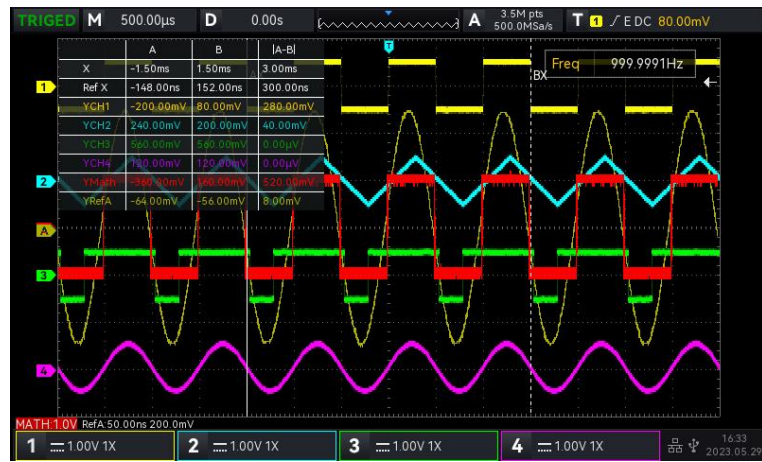 TRIGED M 500.00µs D 0.00s A 3.5M pts 500.0MSa/s T 1 E DC 80.00mV
T
A B |A-B|
X -1.50ms 1.50ms 3.00ms
Ref X -148.00ns 152.00ns 300.00ns
YCH1 -200.00mV 80.00mV 280.00mV
YCH2 240.00mV 200.00mV 40.00mV
YCH3 560.00mV 560.00mV 0.00µV
YCH4 120.00mV 120.00mV 0.00µV
YMath -360.00mV 160.00mV 520.00mV
YRefA -64.00mV -56.00mV 8.00mV
Freq 999.9991Hz
BX
1
2
A
3
4
MATH:1.0V RefA:50.00ns 200.0mV
1 1.00V 1X 2 1.00V 1X 3 1.00V 1X 4 1.00V 1X
16:33
2023.05.29